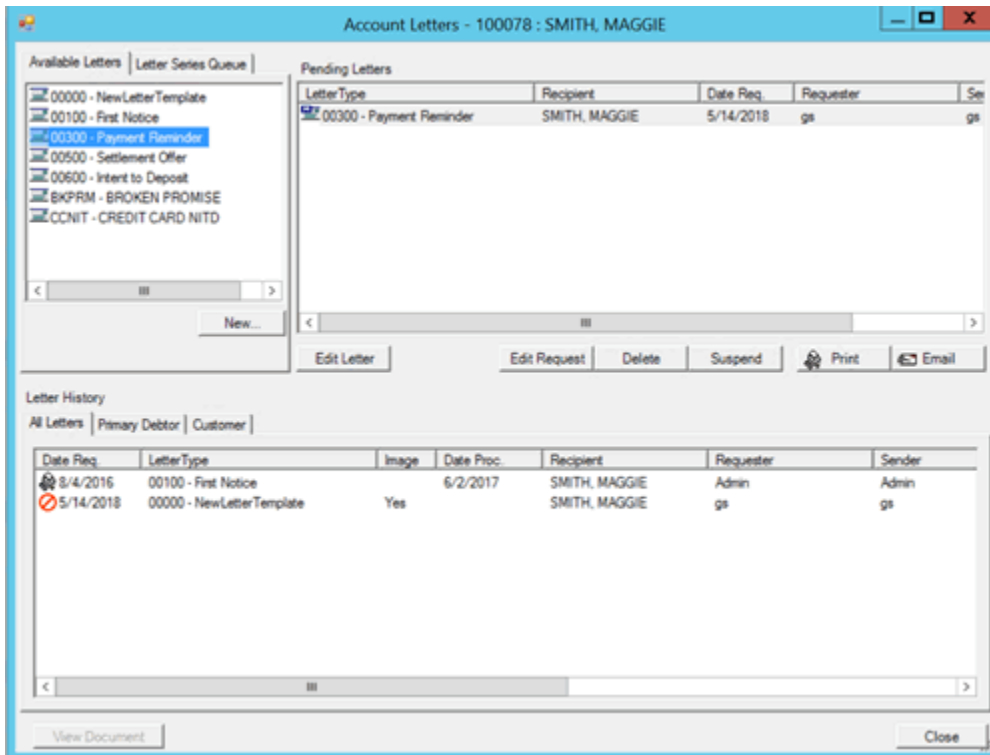 Account Letters - 100078 : SMITH, MAGGIE
Available Letters Letter Series Queue
00000 - NewLetterTemplate
00100 - First Notice
00300 - Payment Reminder
00500 - Settlement Offer
00600 - Intent to Deposit
BKPRM - BROKEN PROMISE
CCNIT - CREDIT CARD NITD
New...
Pending Letters
LetterType Recipient Date Req. Requester Se
00300 - Payment Reminder SMITH, MAGGIE 5/14/2018 gs gs
Edit Letter Edit Request Delete Suspend Print Email
Letter History
All Letters Primary Debtor Customer
Date Req. LetterType Image Date Proc. Recipient Requester Sender
8/4/2016 00100 - First Notice 6/2/2017 SMITH, MAGGIE Admin Admin
5/14/2018 00000 - NewLetterTemplate Yes SMITH, MAGGIE gs gs
View Document Close